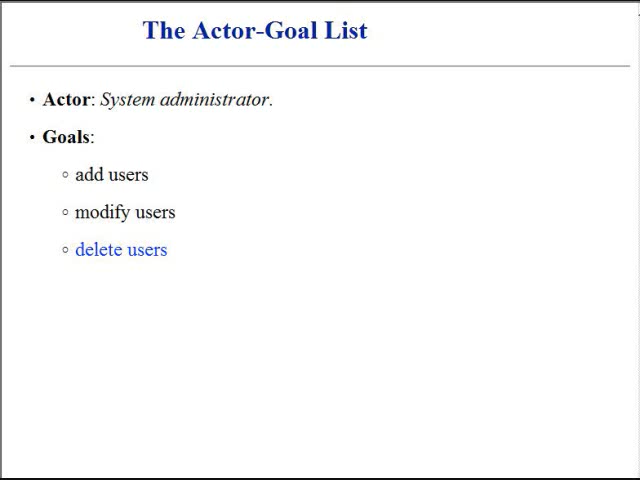 The Actor-Goal List
• Actor: System administrator.
• Goals:
○ add users
○ modify users
○ delete users